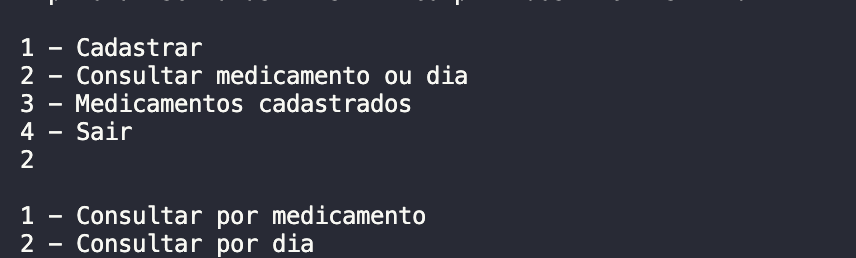 1 – Cadastrar
2 – Consultar medicamento ou dia
3 – Medicamentos cadastrados
4 – Sair
2
1 – Consultar por medicamento
2 – Consultar por dia